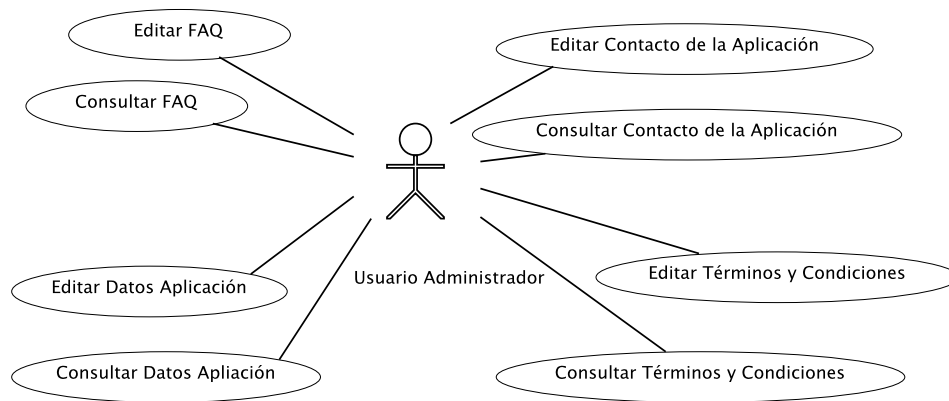 Editar FAQ
Editar Contacto de la Aplicación
Consultar FAQ
Consultar Contacto de la Aplicación
Usuario Administrador
Editar Términos y Condiciones
Editar Datos Aplicación
Consultar Datos Apliación
Consultar Términos y Condiciones